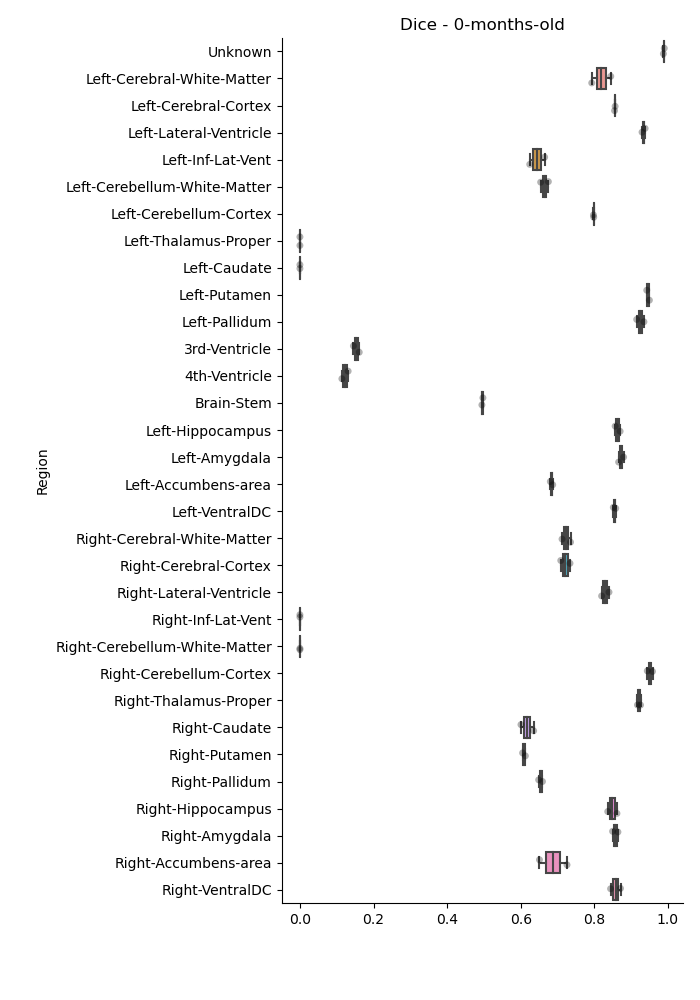 Dice - 0-months-old
Region
Unknown
Left-Cerebral-White-Matter
Left-Cerebral-Cortex
Left-Lateral-Ventricle
Left-Inf-Lat-Vent
Left-Cerebellum-White-Matter
Left-Cerebellum-Cortex
Left-Thalamus-Proper
Left-Caudate
Left-Putamen
Left-Pallidum
3rd-Ventricle
4th-Ventricle
Brain-Stem
Left-Hippocampus
Left-Amygdala
Left-Accumbens-area
Left-VentralDC
Right-Cerebral-White-Matter
Right-Cerebral-Cortex
Right-Lateral-Ventricle
Right-Inf-Lat-Vent
Right-Cerebellum-White-Matter
Right-Cerebellum-Cortex
Right-Thalamus-Proper
Right-Caudate
Right-Putamen
Right-Pallidum
Right-Hippocampus
Right-Amygdala
Right-Accumbens-area
Right-VentralDC
0.0 0.2 0.4 0.6 0.8 1.0